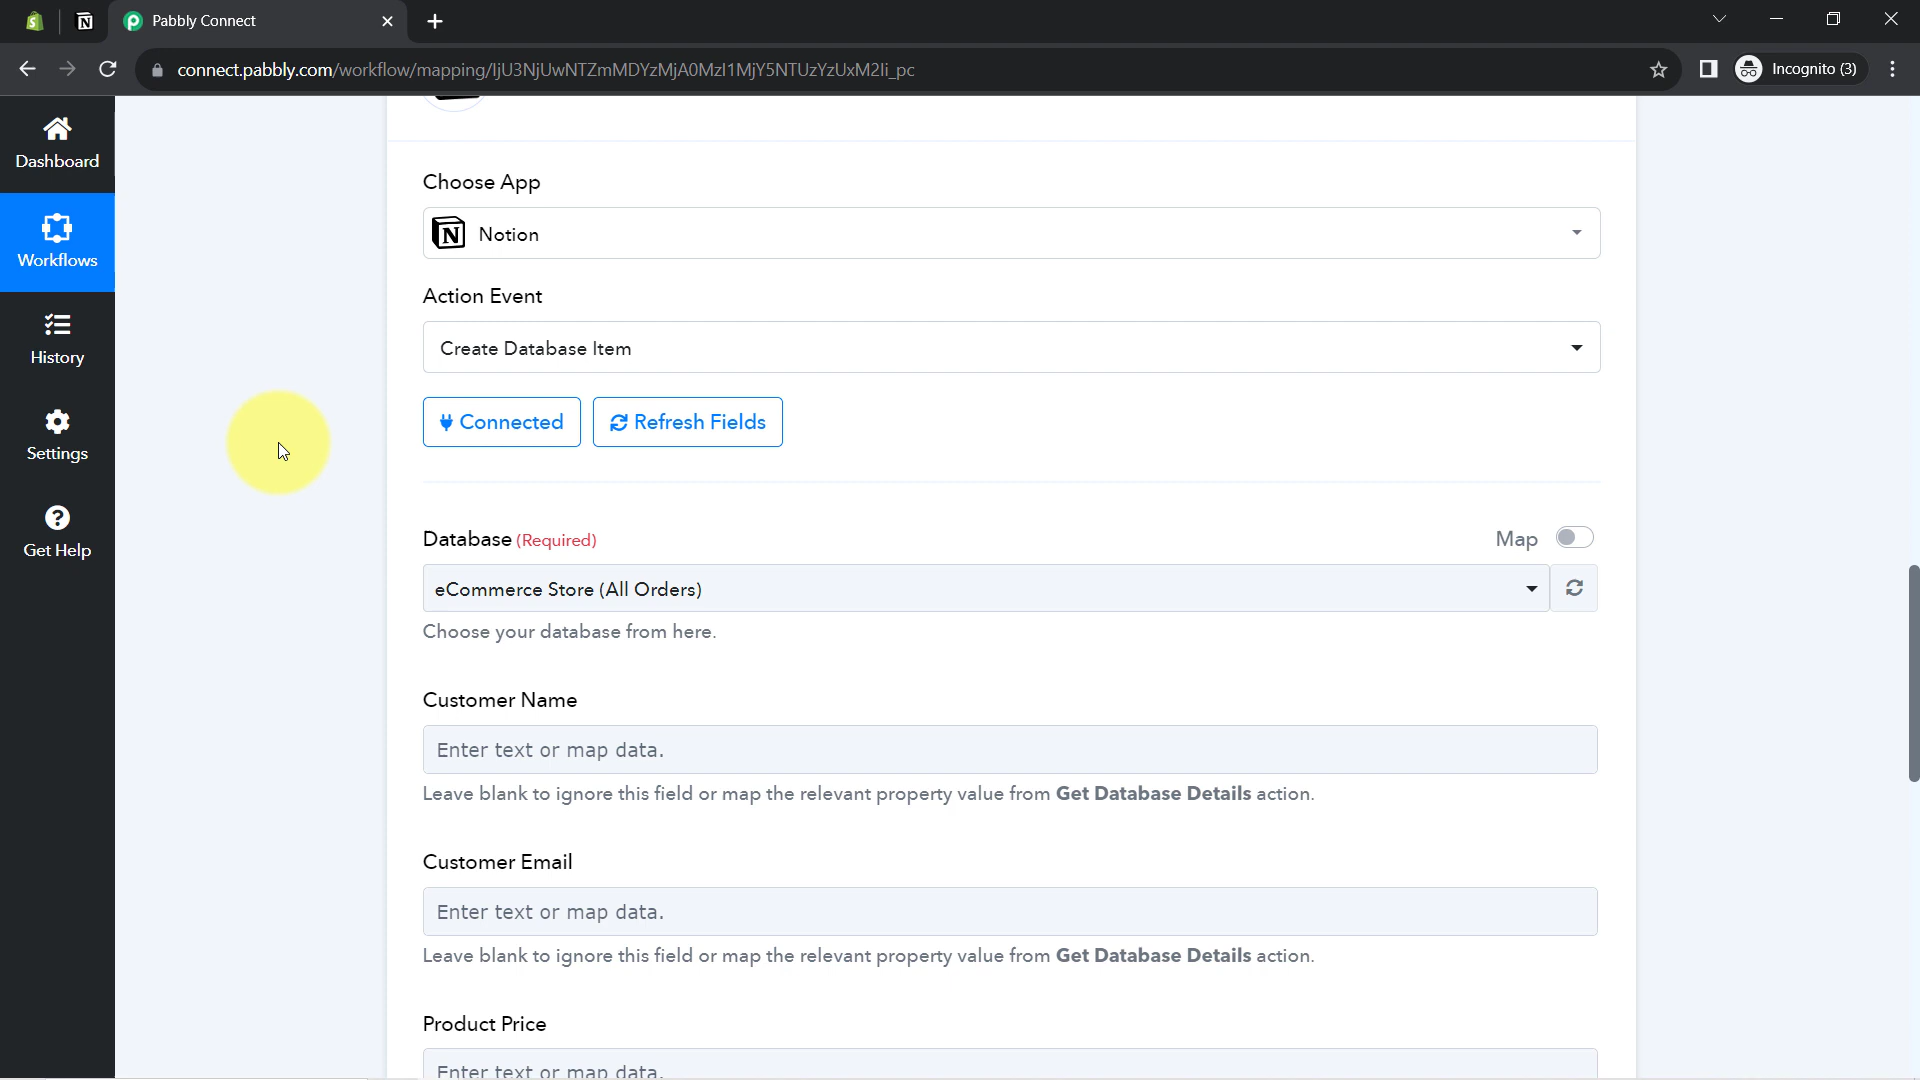 Pabbly Connect
connect.pabbly.com/workflow/mapping/IjU3NjUwNTZmMDYzMjA0MzI1MjY5NTUzYzUxM2Ii_pc
Incognito (3)
Dashboard
Workflows
History
Settings
Get Help
Choose App
Notion
Action Event
Create Database Item
Connected
Refresh Fields
Database (Required)
Map
eCommerce Store (All Orders)
Choose your database from here.
Customer Name
Enter text or map data.
Leave blank to ignore this field or map the relevant property value from Get Database Details action.
Customer Email
Enter text or map data.
Leave blank to ignore this field or map the relevant property value from Get Database Details action.
Product Price
Enter text or map data.